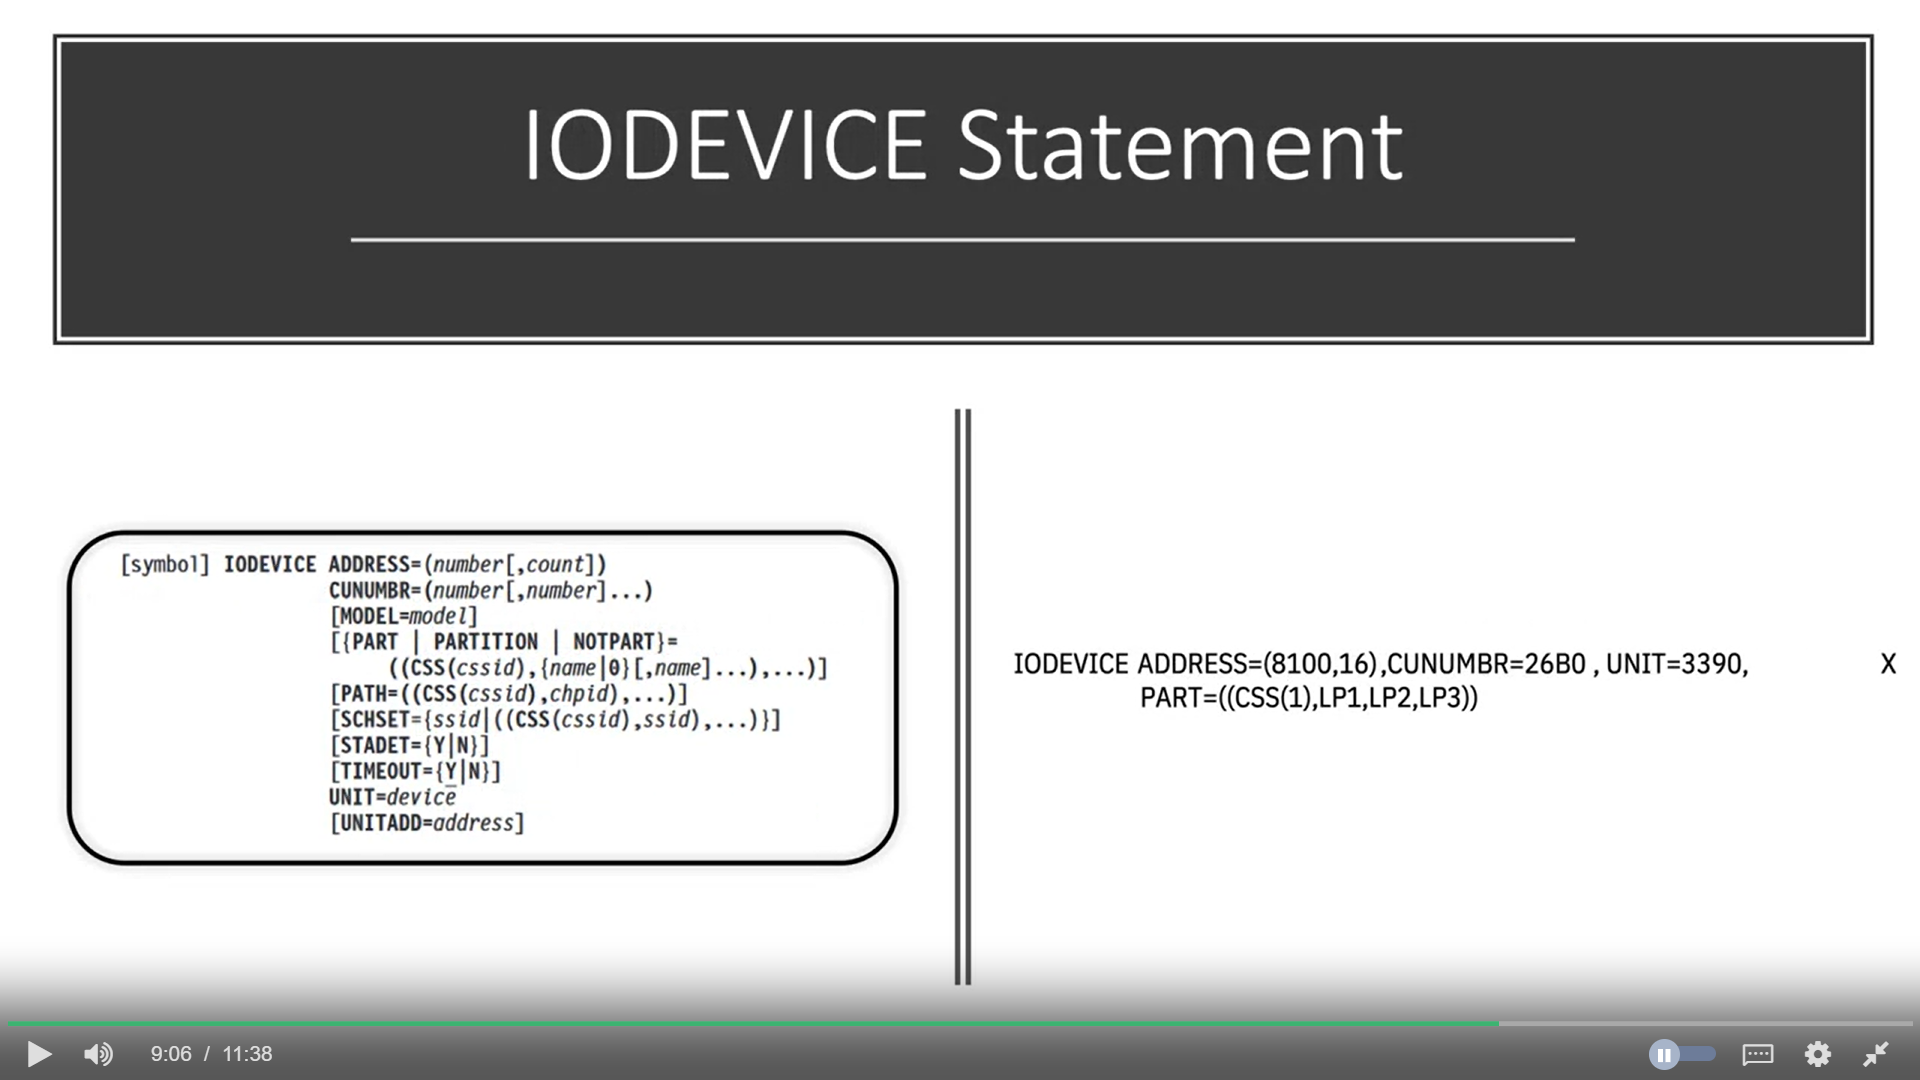 IODEVICE Statement
[symbol] IODEVICE ADDRESS=(number[,count])
CUNUMBR=(number[,number]...)
[MODEL=model]
[{PART | PARTITION | NOTPART}=
((CSS(cssid),{name|0}[,name]...),...)]
[PATH=((CSS(cssid),chpid),...)]
[SCHSET={ssid|((CSS(cssid),ssid),...)}]
[STADET={Y|N}]
[TIMEOUT={Y|N}]
UNIT=device
[UNITADD=address]
IODEVICE ADDRESS=(8100,16),CUNUMBR=26B0 , UNIT=3390, X
PART=((CSS(1),LP1,LP2,LP3))
9:06 / 11:38